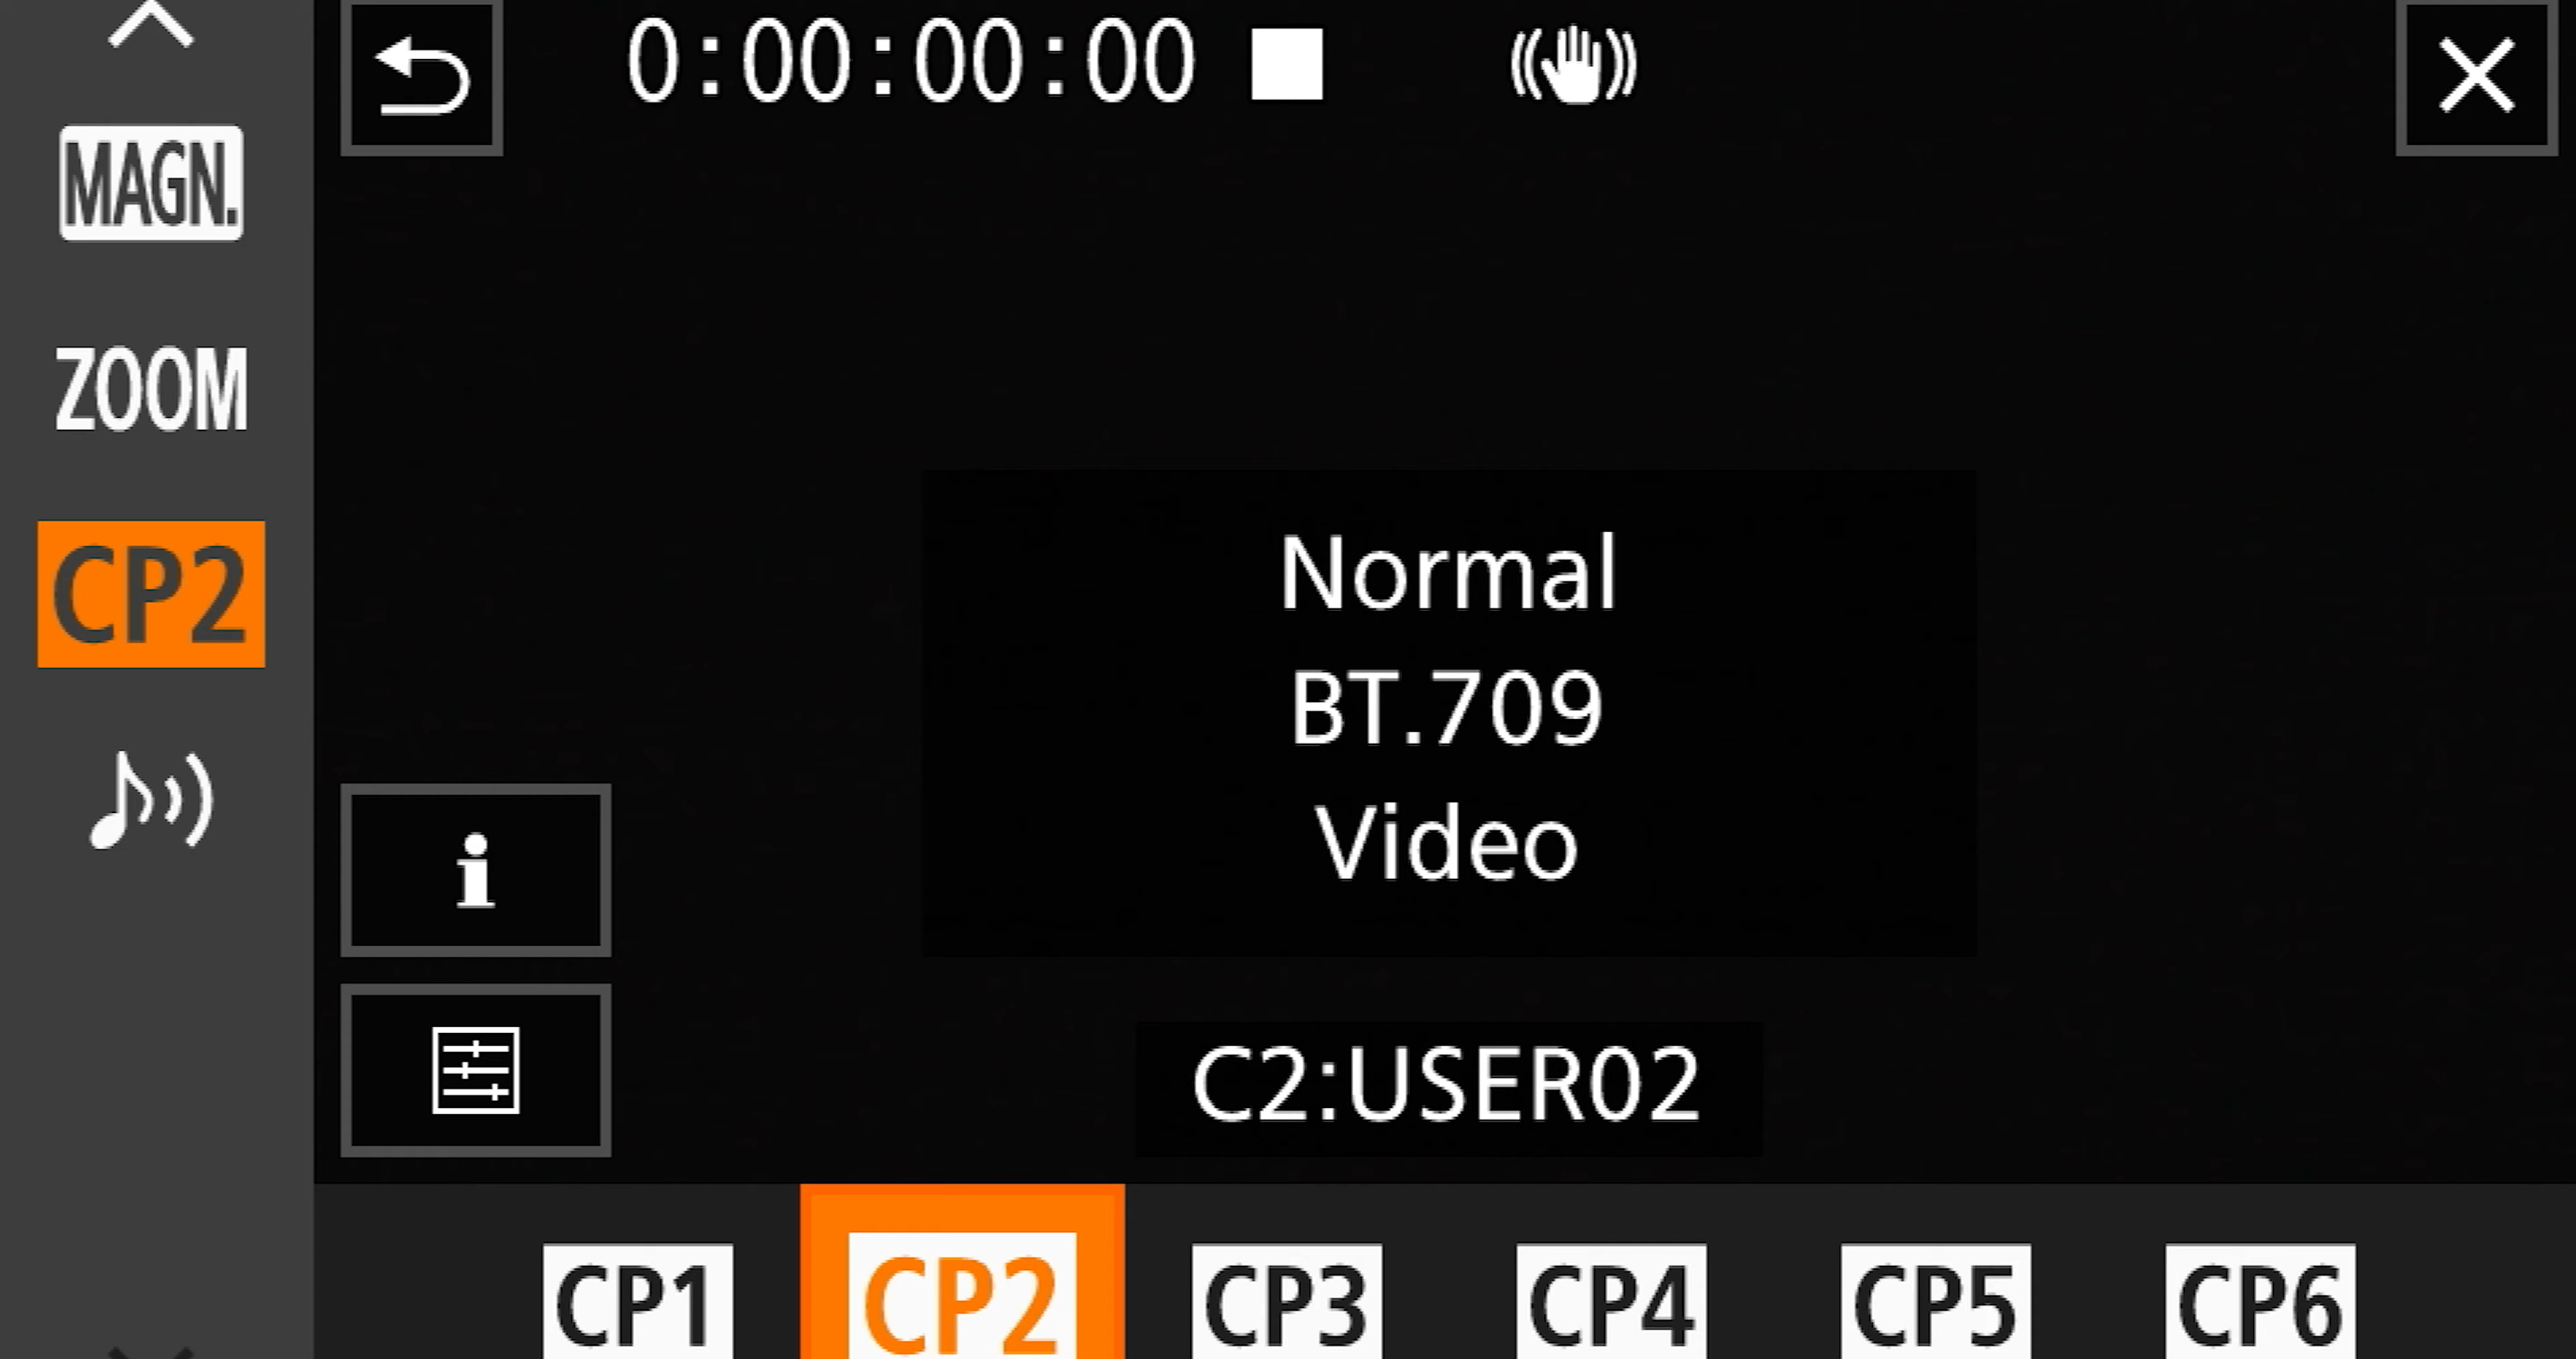 0:00:00:00
MAGN.
ZOOM
CP2
Normal
BT.709
Video
i
C2:USER02
CP1 CP2 CP3 CP4 CP5 CP6